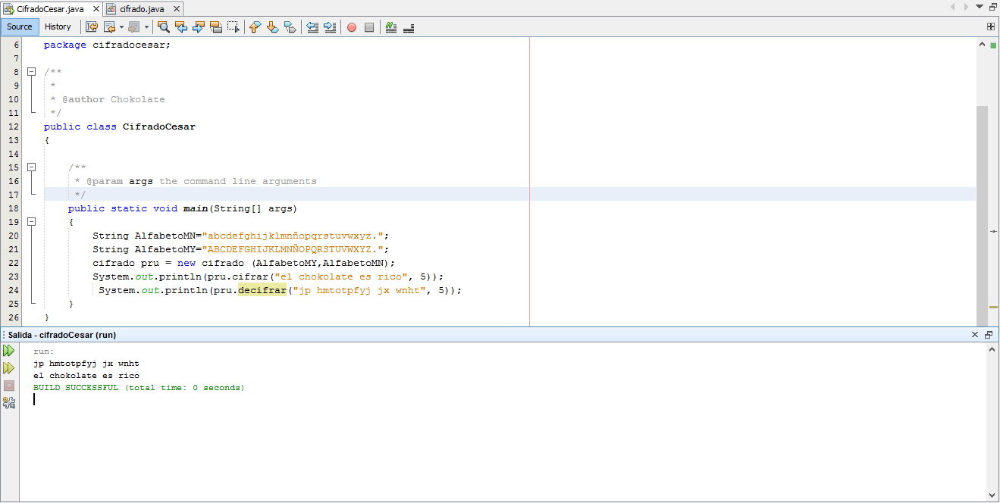 CifradoCesar.java cifrado.java
Source History
6 package cifradocesar;
7
8 /**
9 *
10 * @author Chokolate
11 */
12 public class CifradoCesar
13 {
14
15 /**
16 * @param args the command line arguments
17 */
18 public static void main(String[] args)
19 {
20 String AlfabetoMN="abcdefghijklmnñopqrstuvwxyz.";
21 String AlfabetoMY="ABCDEFGHIJKLMNÑOPQRSTUVWXYZ.";
22 cifrado pru = new cifrado (AlfabetoMY,AlfabetoMN);
23 System.out.println(pru.cifrar("el chokolate es rico", 5));
24 System.out.println(pru.decifrar("jp hmtotpfyj jx wnht", 5));
25 }
26 }
Salida - cifradoCesar (run)
run:
jp hmtotpfyj jx wnht
el chokolate es rico
BUILD SUCCESSFUL (total time: 0 seconds)